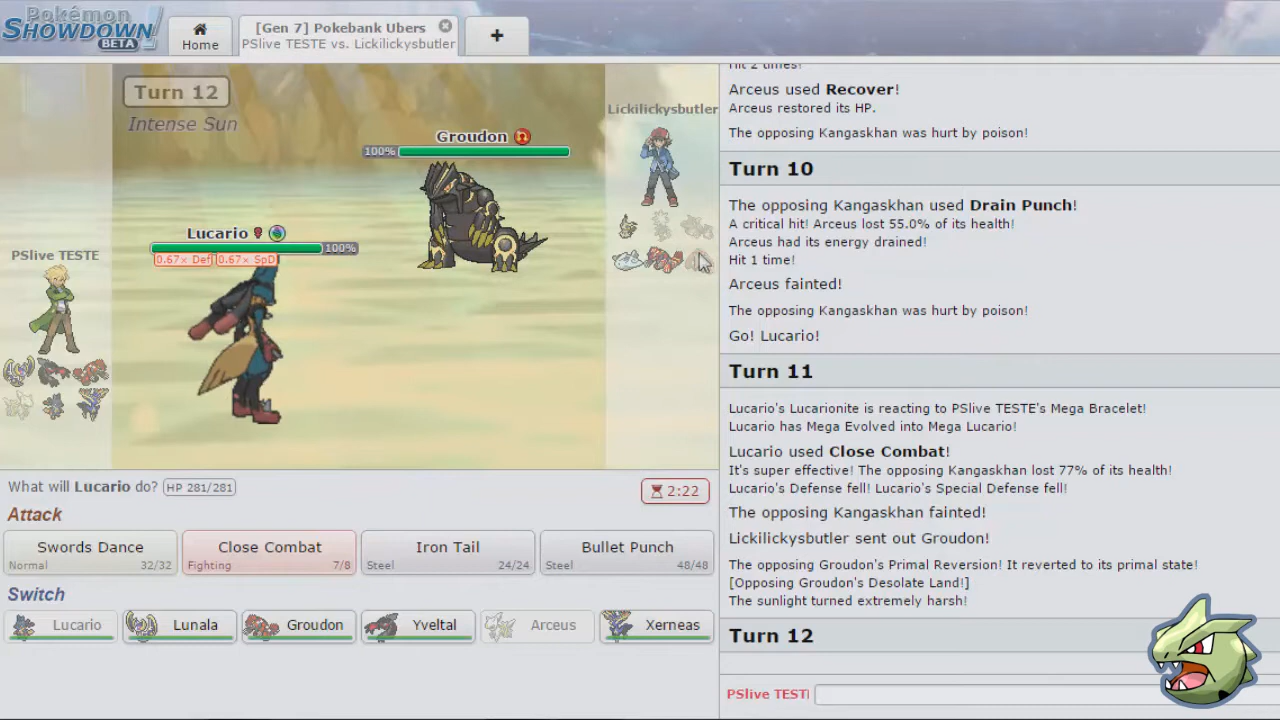 Pokémon
SHOWDOWN!
BETA
Home
[Gen 7] Pokebank Ubers
PSlive TESTE vs. Lickilickysbutler
+
Turn 12
Intense Sun
Groudon
100%
Lucario
100%
0.67× Def 0.67× SpD
PSlive TESTE
Lickilickysbutler
What will Lucario do? HP 281/281
2:22
Attack
Swords Dance
Normal 32/32
Close Combat
Fighting 7/8
Iron Tail
Steel 24/24
Bullet Punch
Steel 48/48
Switch
Lucario
Lunala
Groudon
Yveltal
Arceus
Xerneas
Hit 2 times!
Arceus used Recover!
Arceus restored its HP.
The opposing Kangaskhan was hurt by poison!
Turn 10
The opposing Kangaskhan used Drain Punch!
A critical hit! Arceus lost 55.0% of its health!
Arceus had its energy drained!
Hit 1 time!
Arceus fainted!
The opposing Kangaskhan was hurt by poison!
Go! Lucario!
Turn 11
Lucario's Lucarionite is reacting to PSlive TESTE's Mega Bracelet!
Lucario has Mega Evolved into Mega Lucario!
Lucario used Close Combat!
It's super effective! The opposing Kangaskhan lost 77% of its health!
Lucario's Defense fell! Lucario's Special Defense fell!
The opposing Kangaskhan fainted!
Lickilickysbutler sent out Groudon!
The opposing Groudon's Primal Reversion! It reverted to its primal state!
[Opposing Groudon's Desolate Land!]
The sunlight turned extremely harsh!
Turn 12
PSlive TEST